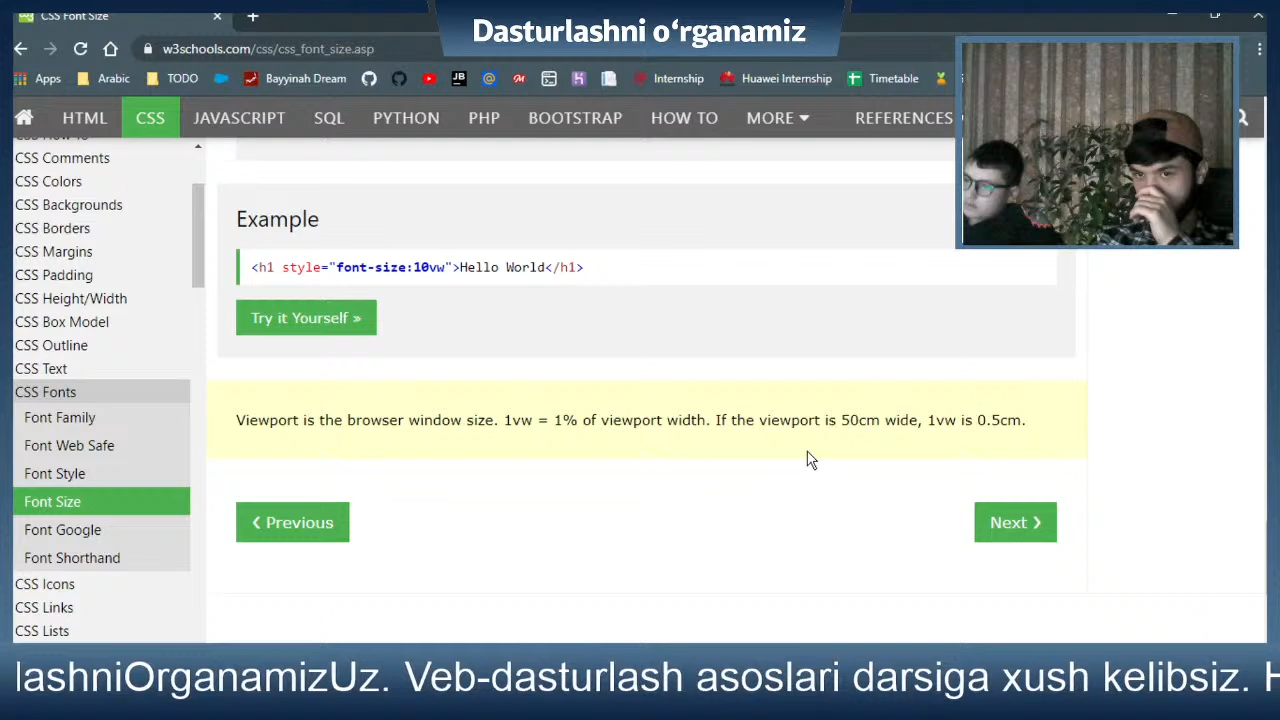 CSS Font Size
Dasturlashni o‘rganamiz
w3schools.com/css/css_font_size.asp
Apps
Arabic
TODO
Bayyinah Dream
JB
Internship
Huawei Internship
Timetable
HTML
CSS
JAVASCRIPT
SQL
PYTHON
PHP
BOOTSTRAP
HOW TO
MORE
REFERENCES
CSS Comments
CSS Colors
CSS Backgrounds
CSS Borders
CSS Margins
CSS Padding
CSS Height/Width
CSS Box Model
CSS Outline
CSS Text
CSS Fonts
Font Family
Font Web Safe
Font Style
Font Size
Font Google
Font Shorthand
CSS Icons
CSS Links
CSS Lists
Example
<h1 style="font-size:10vw">Hello World</h1>
Try it Yourself »
Viewport is the browser window size. 1vw = 1% of viewport width. If the viewport is 50cm wide, 1vw is 0.5cm.
❮ Previous
Next ❯
lashniOrganamizUz. Veb-dasturlash asoslari darsiga xush kelibsiz. H